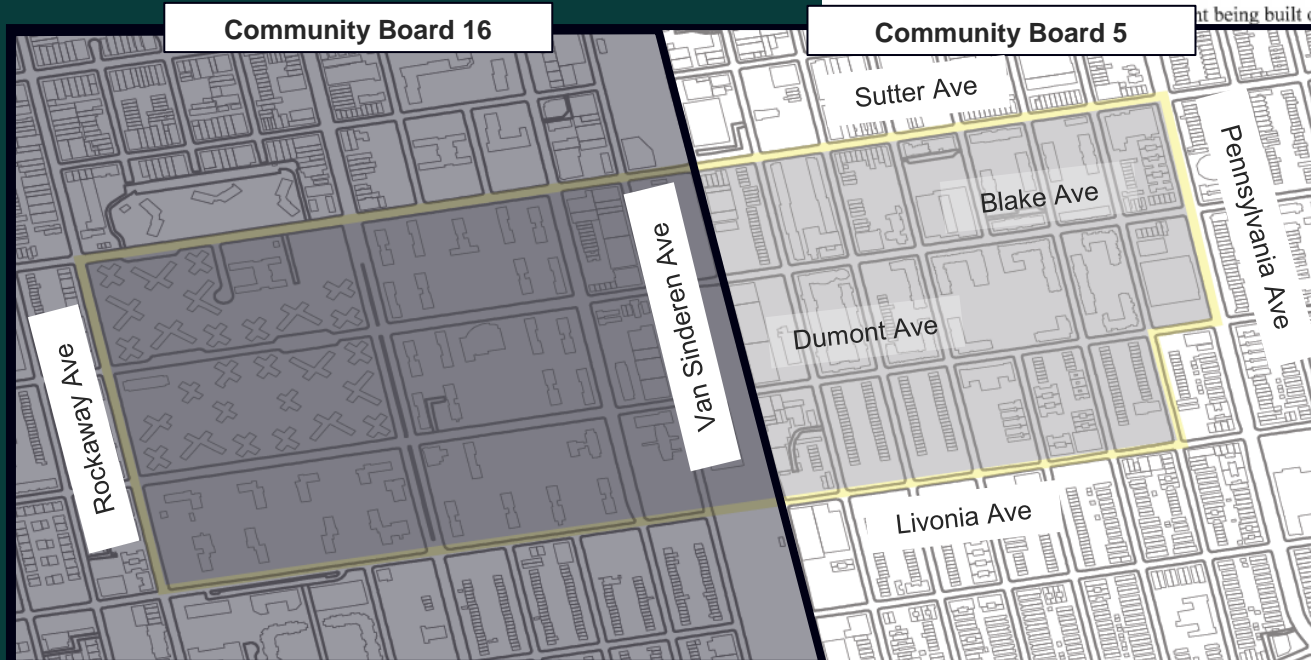 Community Board 16
Community Board 5
nt being built
Sutter Ave
Pennsylvania Ave
Blake Ave
Van Sinderen Ave
Dumont Ave
Rockaway Ave
Livonia Ave